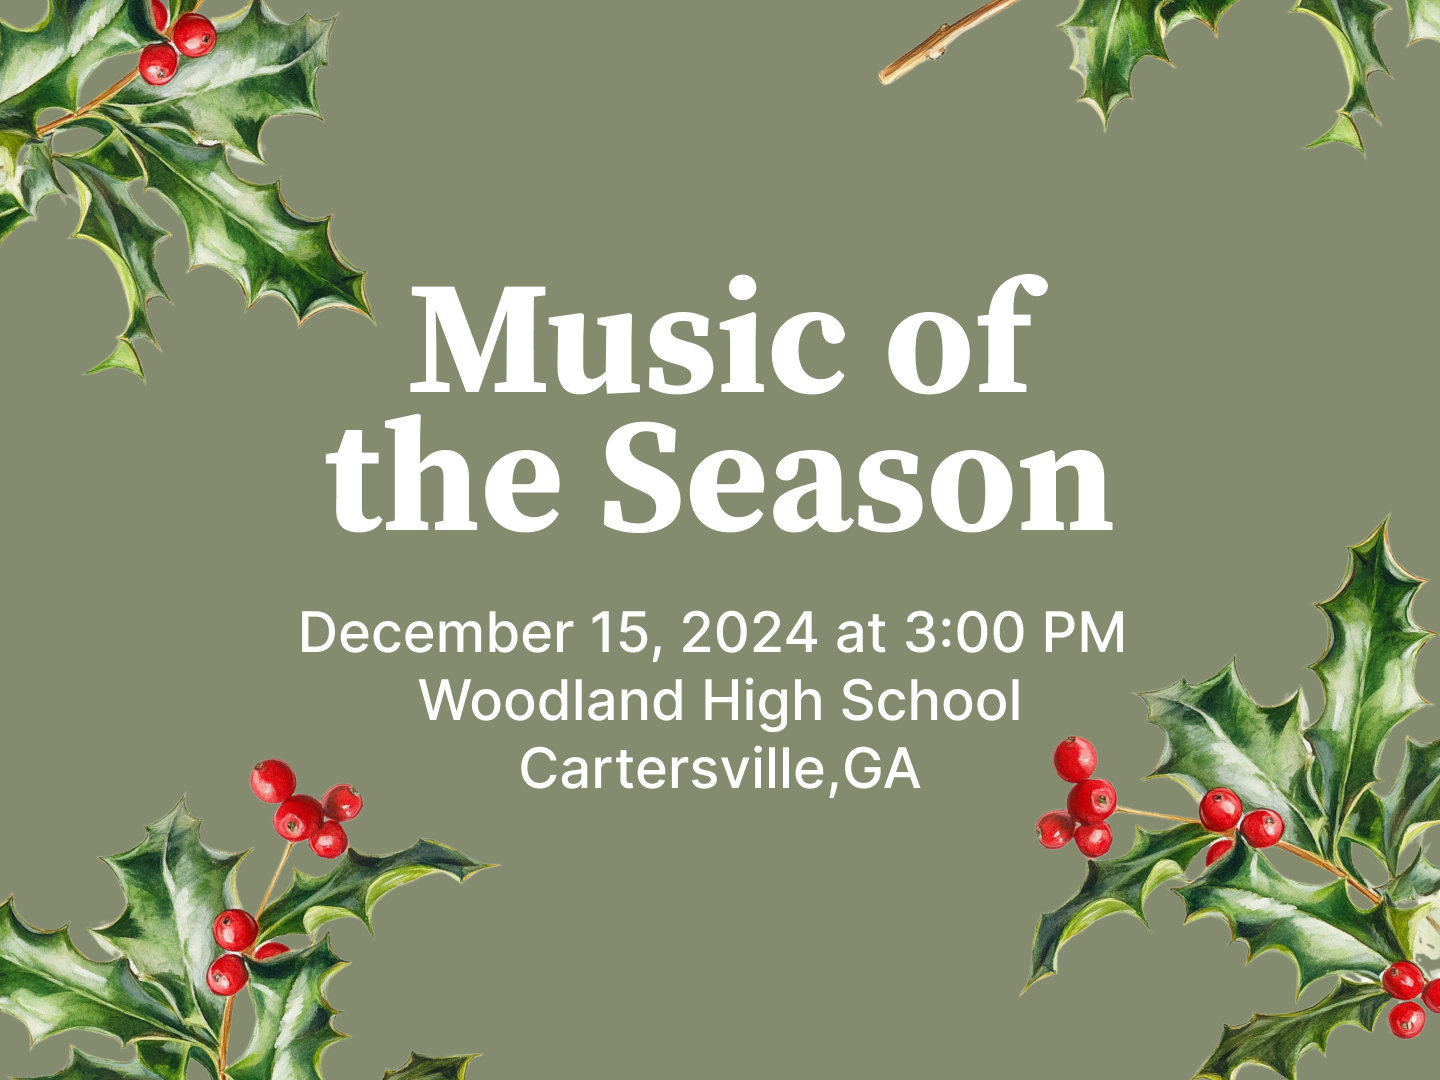 Music of
the Season
December 15, 2024 at 3:00 PM
Woodland High School
Cartersville,GA